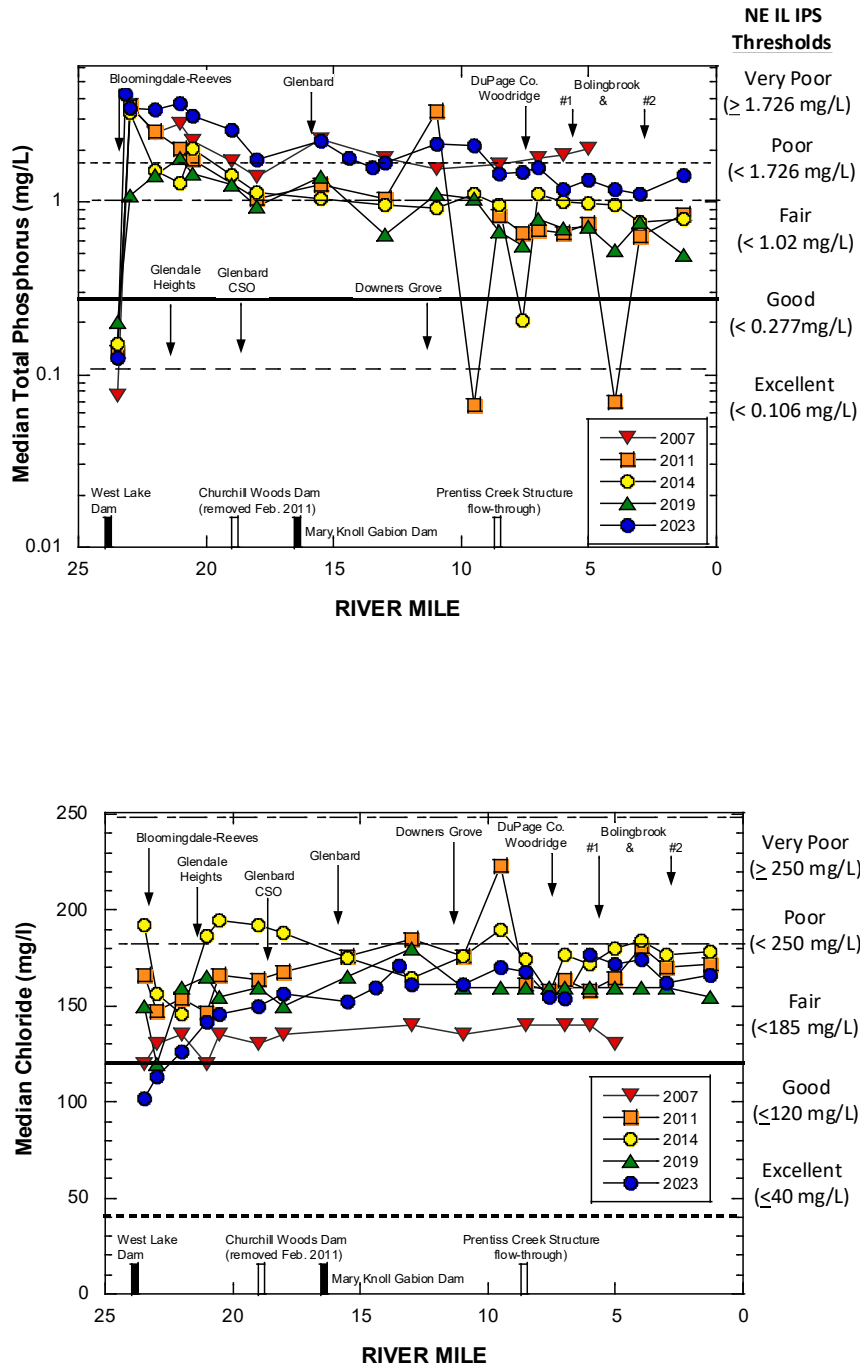 NE IL IPS
Thresholds
Bloomingdale-Reeves
Glenbard
DuPage Co.
Woodridge
Bolingbrook
#1 & #2
Very Poor
(≥ 1.726 mg/L)
Poor
(< 1.726 mg/L)
Fair
(< 1.02 mg/L)
Good
(< 0.277mg/L)
Excellent
(< 0.106 mg/L)
Median Total Phosphorus (mg/L)
1
0.1
0.01
Glendale
Heights
Glenbard
CSO
Downers Grove
2007
2011
2014
2019
2023
West Lake
Dam
Churchill Woods Dam
(removed Feb. 2011)
Mary Knoll Gabion Dam
Prentiss Creek Structure
flow-through)
25 20 15 10 5 0
RIVER MILE
Median Chloride (mg/l)
250
200
150
100
50
0
Bloomingdale-Reeves
Glendale
Heights
Glenbard
CSO
Glenbard
Downers Grove
DuPage Co.
Woodridge
Bolingbrook
#1 & #2
Very Poor
(≥ 250 mg/L)
Poor
(< 250 mg/L)
Fair
(<185 mg/L)
Good
(≤120 mg/L)
Excellent
(≤40 mg/L)
2007
2011
2014
2019
2023
West Lake
Dam
Churchill Woods Dam
(removed Feb. 2011)
Mary Knoll Gabion Dam
Prentiss Creek Structure
flow-through)
25 20 15 10 5 0
RIVER MILE